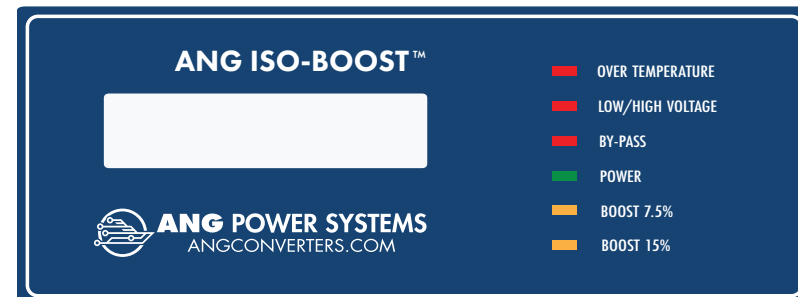 ANG ISO-BOOST™
OVER TEMPERATURE
LOW/HIGH VOLTAGE
BY-PASS
POWER
BOOST 7.5%
BOOST 15%
ANG POWER SYSTEMS
ANGCONVERTERS.COM